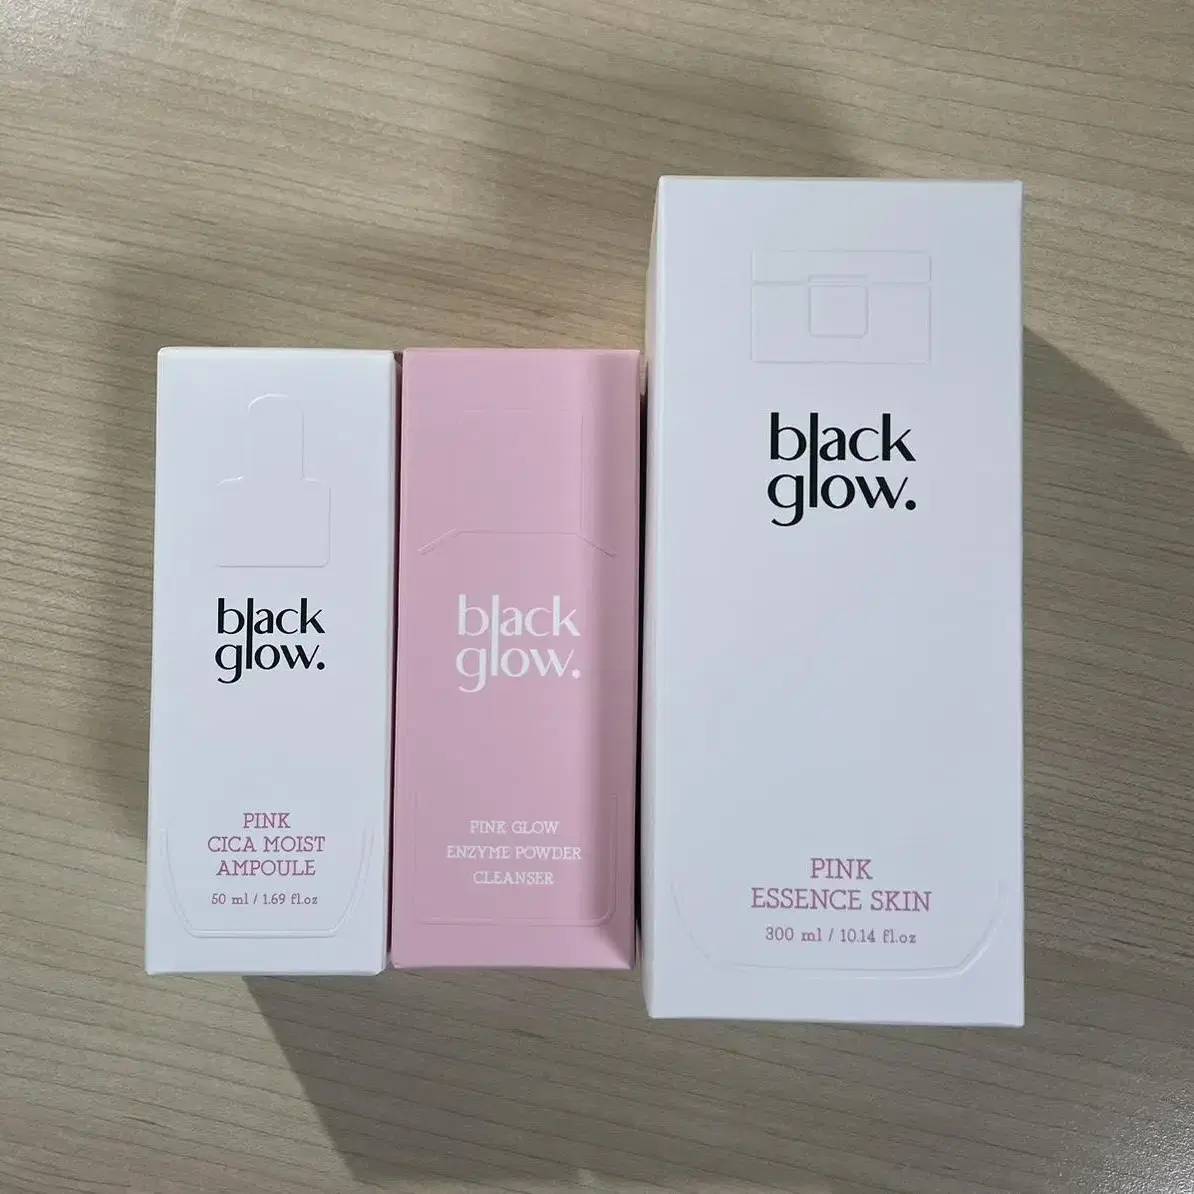 black
glow.
PINK
CICA MOIST
AMPOULE
50 ml / 1.69 fl.oz
black
glow.
PINK GLOW
ENZYME POWDER
CLEANSER
black
glow.
PINK
ESSENCE SKIN
300 ml / 10.14 fl.oz